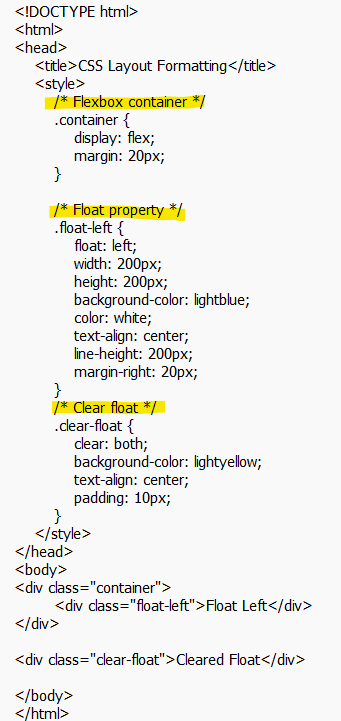 <!DOCTYPE html>
<html>
<head>
    <title>CSS Layout Formatting</title>
    <style>
        /* Flexbox container */
        .container {
            display: flex;
            margin: 20px;
        }

        /* Float property */
        .float-left {
            float: left;
            width: 200px;
            height: 200px;
            background-color: lightblue;
            color: white;
            text-align: center;
            line-height: 200px;
            margin-right: 20px;
        }
        /* Clear float */
        .clear-float {
            clear: both;
            background-color: lightyellow;
            text-align: center;
            padding: 10px;
        }
    </style>
</head>
<body>
<div class="container">
        <div class="float-left">Float Left</div>
</div>

<div class="clear-float">Cleared Float</div>

</body>
</html>